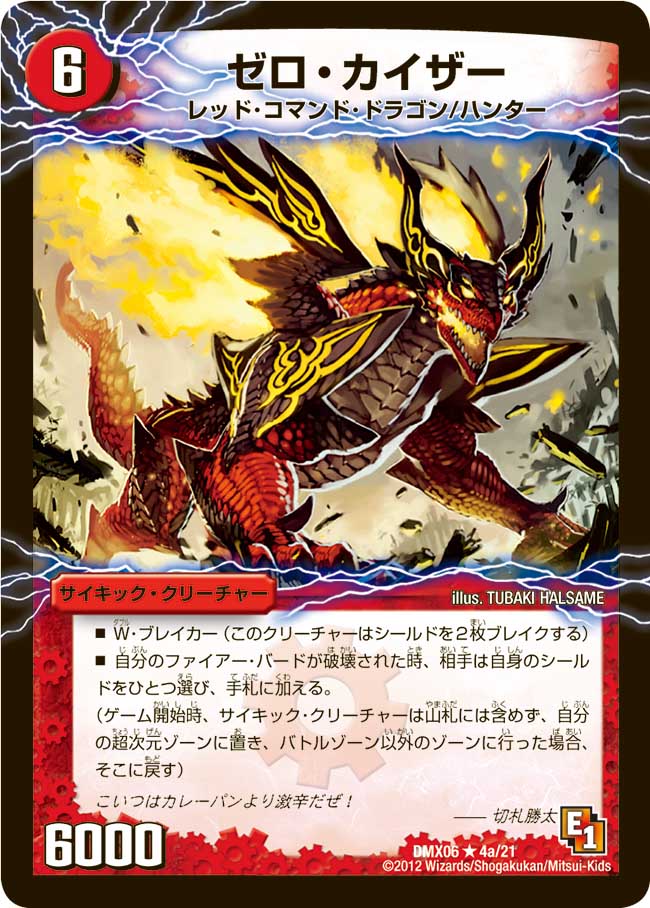 6
ゼロ・カイザー
レッド・コマンド・ドラゴン/ハンター
サイキック・クリーチャー
illus. TUBAKI HALSAME
■ W・ブレイカー（このクリーチャーはシールドを２枚ブレイクする）
■ 自分のファイアー・バードが破壊された時、相手は自身のシール
ドをひとつ選び、手札に加える。
（ゲーム開始時、サイキック・クリーチャーは山札には含めず、自分
の超次元ゾーンに置き、バトルゾーン以外のゾーンに行った場合、
そこに戻す）
こいつはカレーパンより激辛だぜ！
—— 切札勝太
6000
E1
DMX06 ★ 4a/21
©2012 Wizards/Shogakukan/Mitsui-Kids